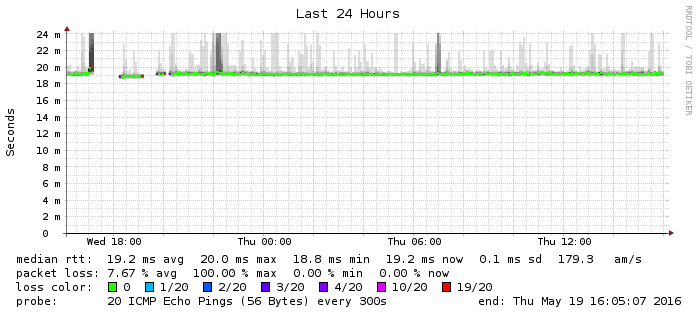 Last 24 Hours
RRDTOOL / TOBI OETIKER
Seconds
24 m
22 m
20 m
18 m
16 m
14 m
12 m
10 m
8 m
6 m
4 m
2 m
0
Wed 18:00 Thu 00:00 Thu 06:00 Thu 12:00
median rtt: 19.2 ms avg 20.0 ms max 18.8 ms min 19.2 ms now 0.1 ms sd 179.3 am/s
packet loss: 7.67 % avg 100.00 % max 0.00 % min 0.00 % now
loss color: 0 1/20 2/20 3/20 4/20 10/20 19/20
probe: 20 ICMP Echo Pings (56 Bytes) every 300s end: Thu May 19 16:05:07 2016